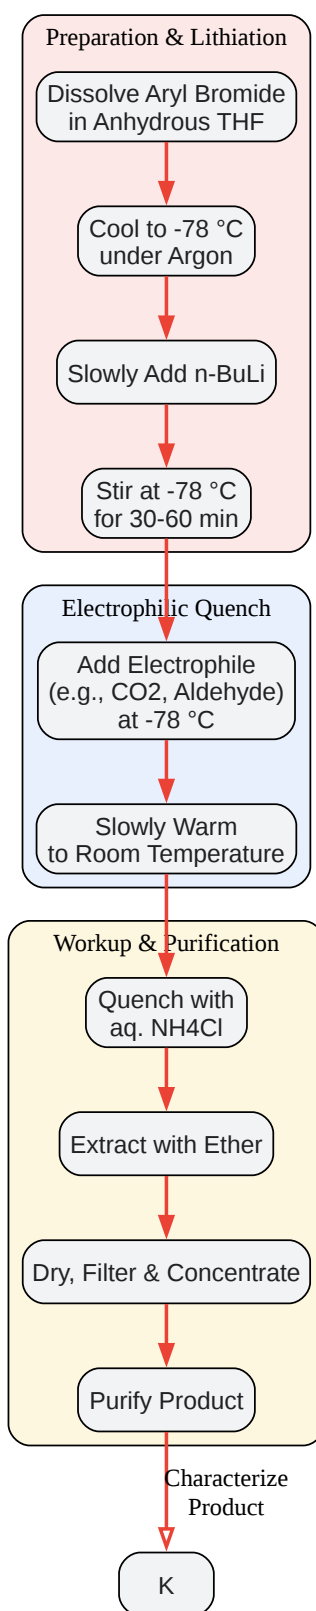 Preparation & Lithiation
Dissolve Aryl Bromide
in Anhydrous THF
Cool to -78 °C
under Argon
Slowly Add n-BuLi
Stir at -78 °C
for 30-60 min
Electrophilic Quench
Add Electrophile
(e.g., CO2, Aldehyde)
at -78 °C
Slowly Warm
to Room Temperature
Workup & Purification
Quench with
aq. NH4Cl
Extract with Ether
Dry, Filter & Concentrate
Purify Product
Characterize
Product
K